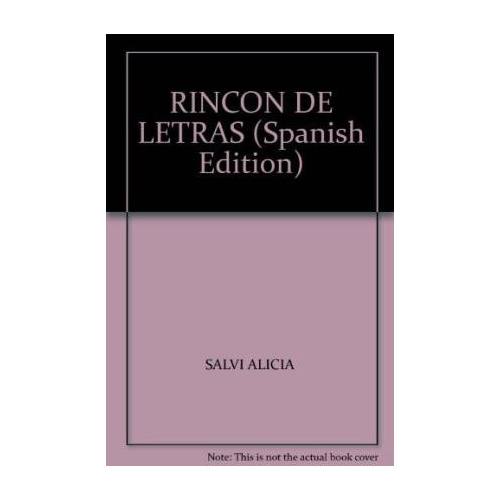 RINCON DE
LETRAS (Spanish
Edition)
SALVI ALICIA
Note: This is not the actual book cover